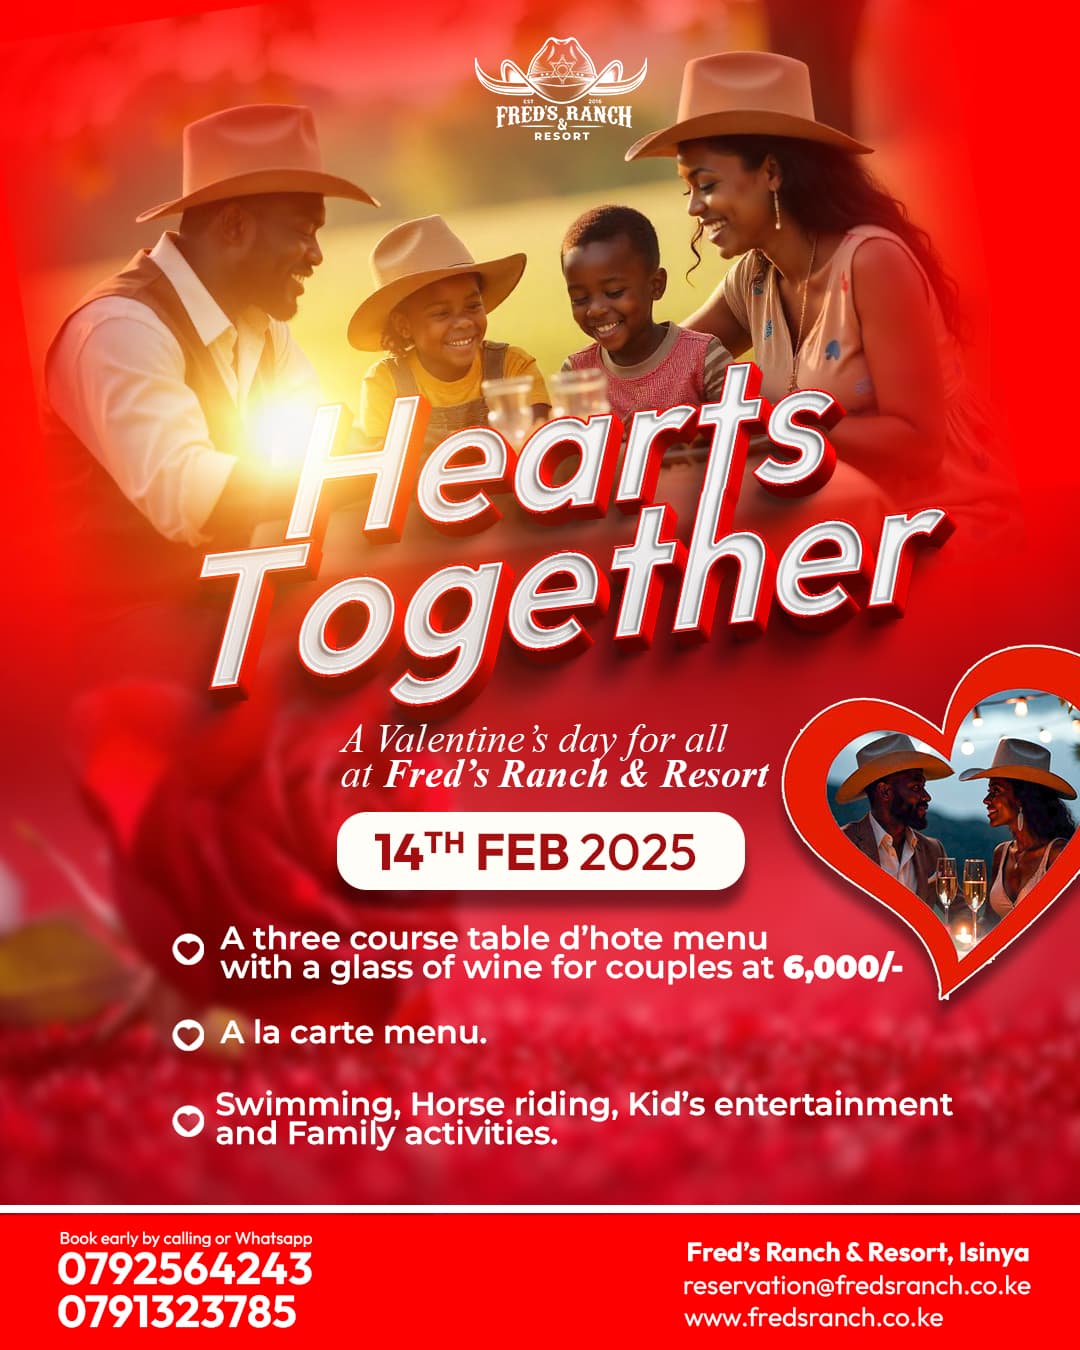 EST 2016
FRED'S RANCH
&
RESORT
Hearts
Together
A Valentine's day for all
at Fred's Ranch & Resort
14TH FEB 2025
A three course table d'hote menu
with a glass of wine for couples at 6,000/-
A la carte menu.
Swimming, Horse riding, Kid's entertainment
and Family activities.
Book early by calling or Whatsapp
0792564243
0791323785
Fred's Ranch & Resort, Isinya
reservation@fredsranch.co.ke
www.fredsranch.co.ke